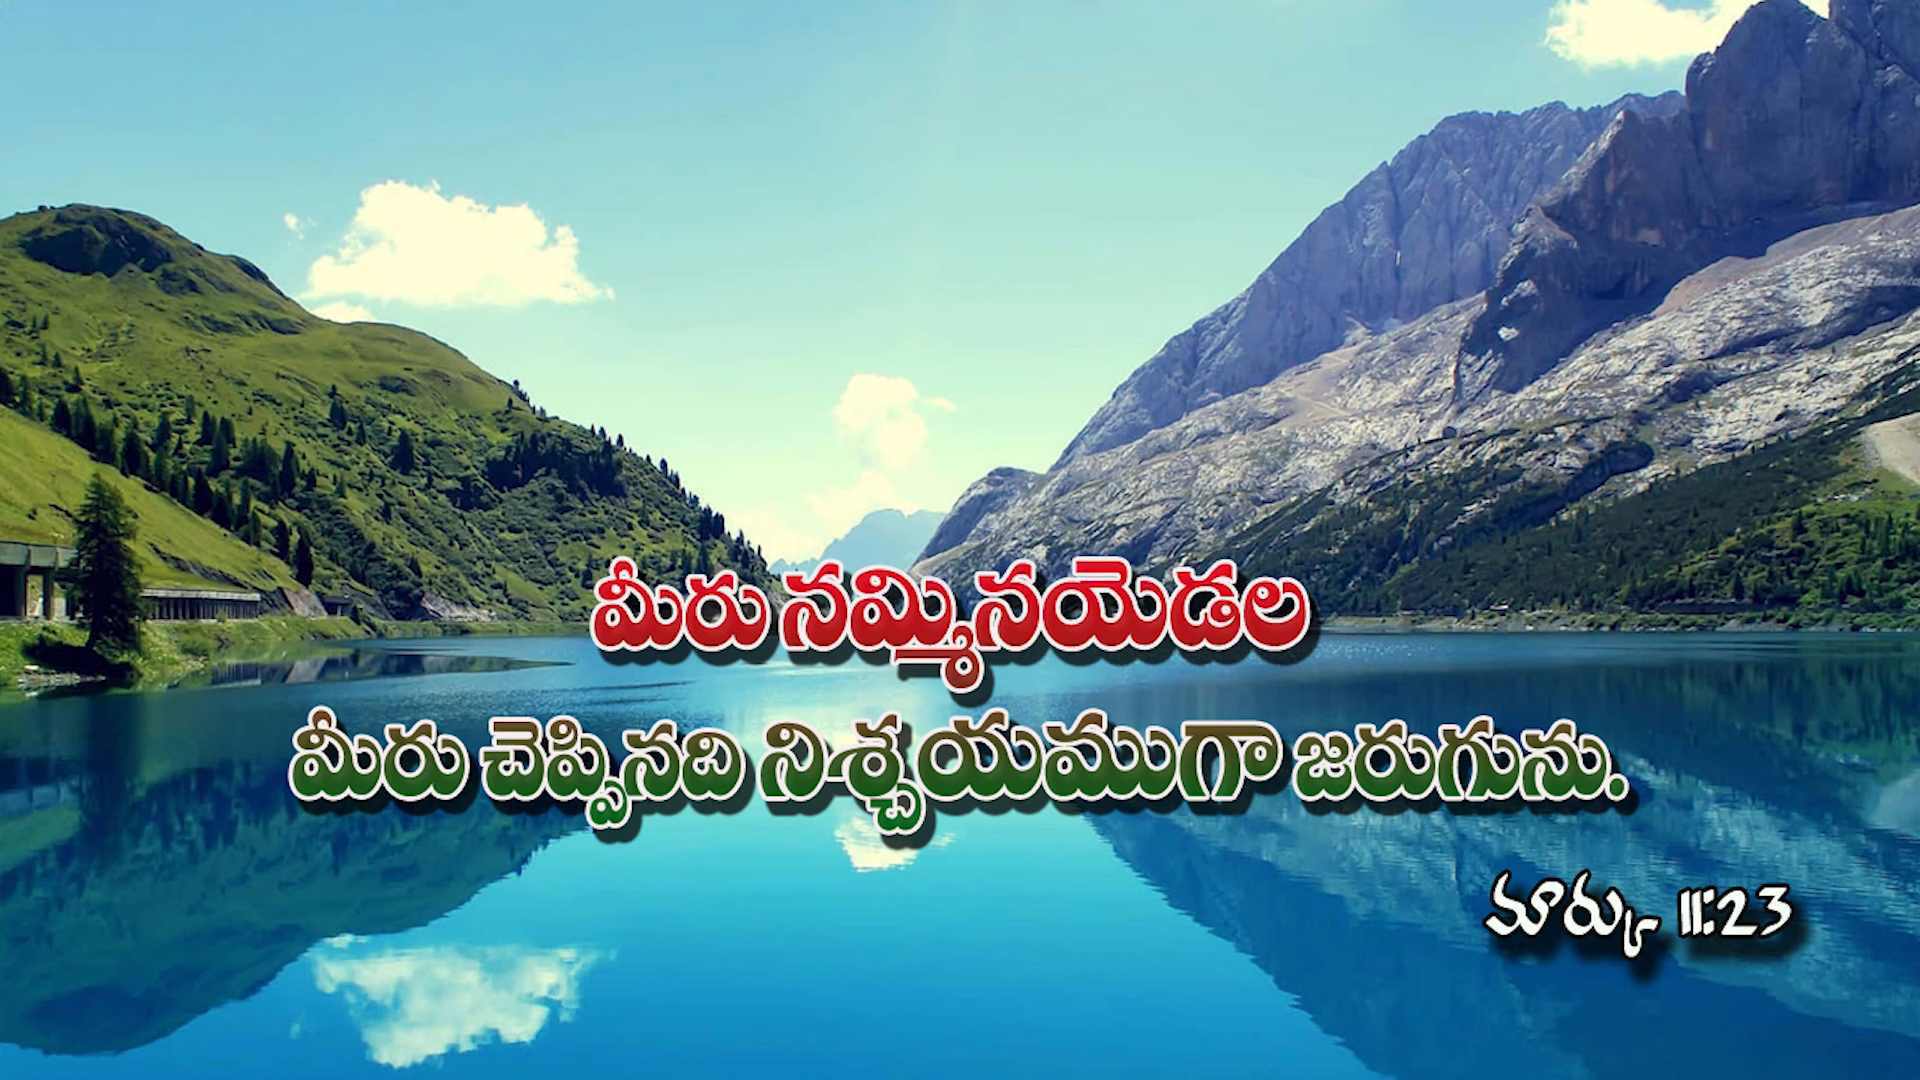 మీరు నమ్మినయెడల
మీరు చెప్పినది నిశ్చయముగా జరుగును.
మార్కు 11:23